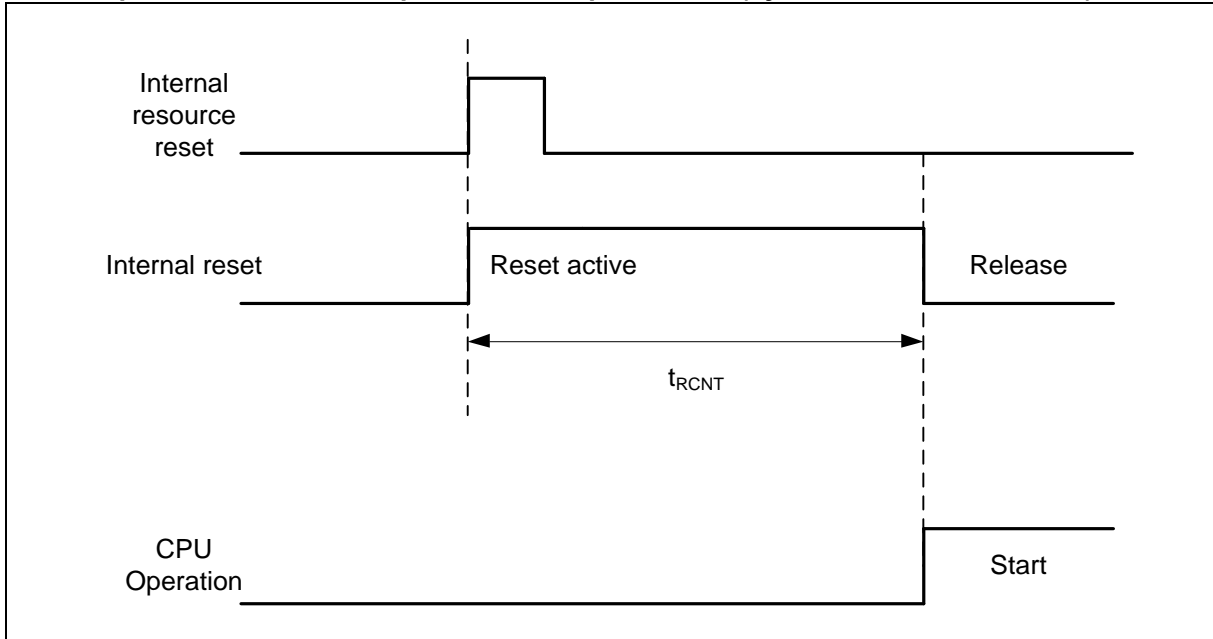 Internal
resource
reset
Internal reset
Reset active
Release
tRCNT
CPU
Operation
Start